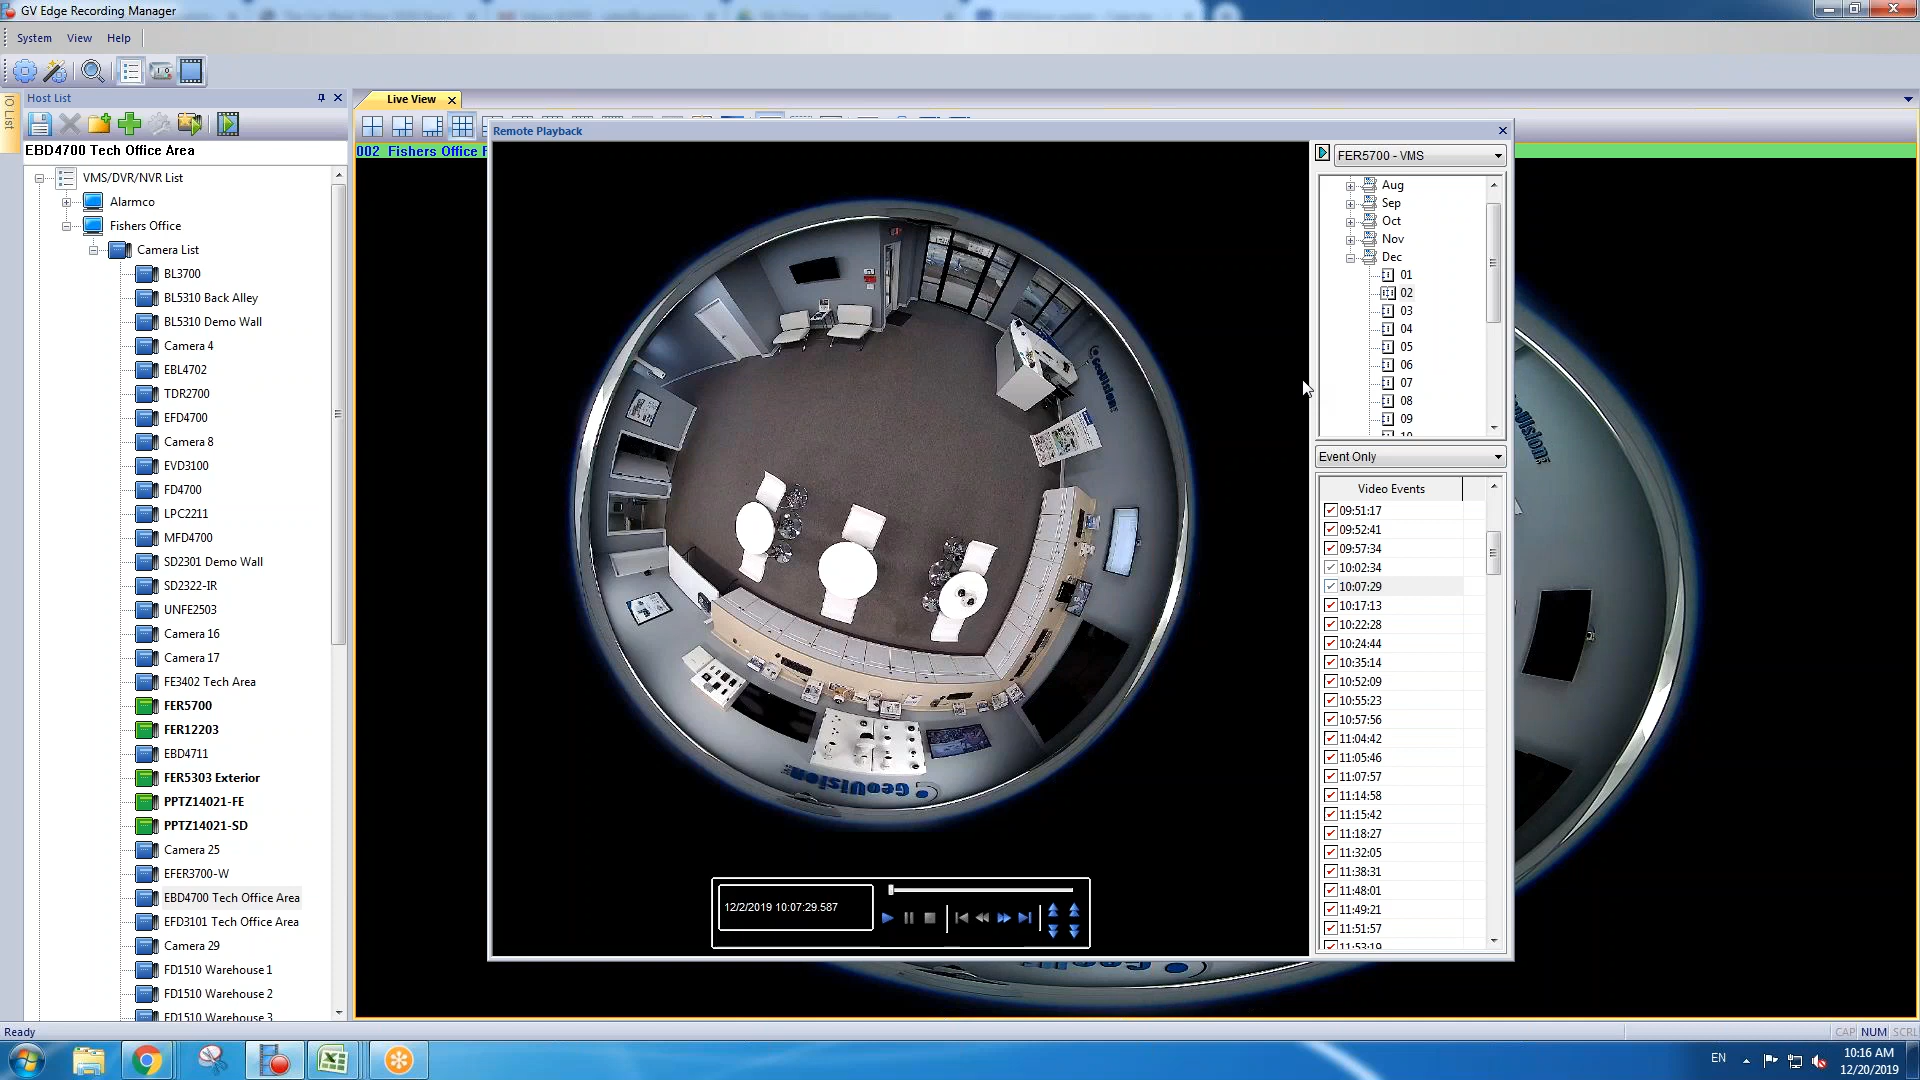 GV Edge Recording Manager
System View Help
Host List
IO List
Live View
EBD4700 Tech Office Area
VMS/DVR/NVR List
Alarmco
Fishers Office
Camera List
BL3700
BL5310 Back Alley
BL5310 Demo Wall
Camera 4
EBL4702
TDR2700
EFD4700
Camera 8
EVD3100
FD4700
LPC2211
MFD4700
SD2301 Demo Wall
SD2322-IR
UNFE2503
Camera 16
Camera 17
FE3402 Tech Area
FER5700
FER12203
EBD4711
FER5303 Exterior
PPTZ14021-FE
PPTZ14021-SD
Camera 25
EFER3700-W
EBD4700 Tech Office Area
EFD3101 Tech Office Area
Camera 29
FD1510 Warehouse 1
FD1510 Warehouse 2
FD1510 Warehouse 3
002 Fishers Office
Remote Playback
GeoVision
GeoVision
12/2/2019 10:07:29.587
FER5700 - VMS
Aug
Sep
Oct
Nov
Dec
01
02
03
04
05
06
07
08
09
10
Event Only
Video Events
09:51:17
09:52:41
09:57:34
10:02:34
10:07:29
10:17:13
10:22:28
10:24:44
10:35:14
10:52:09
10:55:23
10:57:56
11:04:42
11:05:46
11:07:57
11:14:58
11:15:42
11:18:27
11:32:05
11:38:31
11:48:01
11:49:21
11:51:57
11:53:19
GeoVision
GeoVision
Ready
CAP NUM SCRL
EN
10:16 AM
12/20/2019